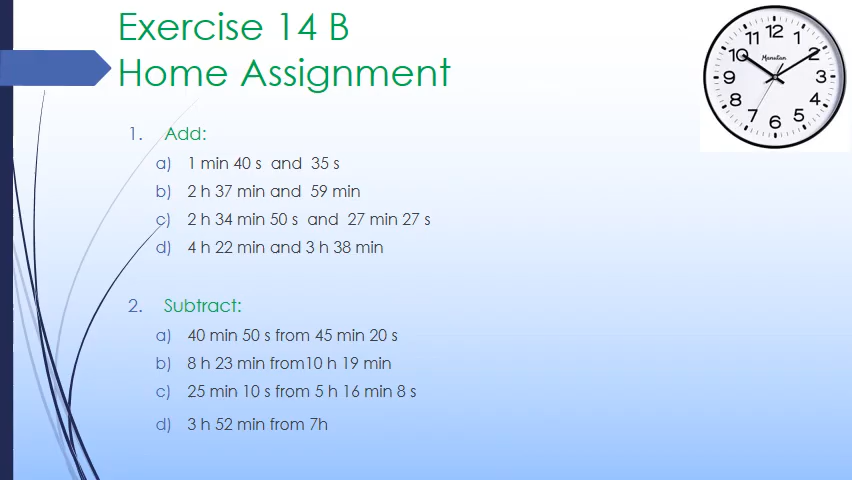 Exercise 14 B
Home Assignment
12
11 1
10 2
Manutan
9 3
8 4
7 5
6
1. Add:
a) 1 min 40 s and 35 s
b) 2 h 37 min and 59 min
c) 2 h 34 min 50 s and 27 min 27 s
d) 4 h 22 min and 3 h 38 min
2. Subtract:
a) 40 min 50 s from 45 min 20 s
b) 8 h 23 min from10 h 19 min
c) 25 min 10 s from 5 h 16 min 8 s
d) 3 h 52 min from 7h